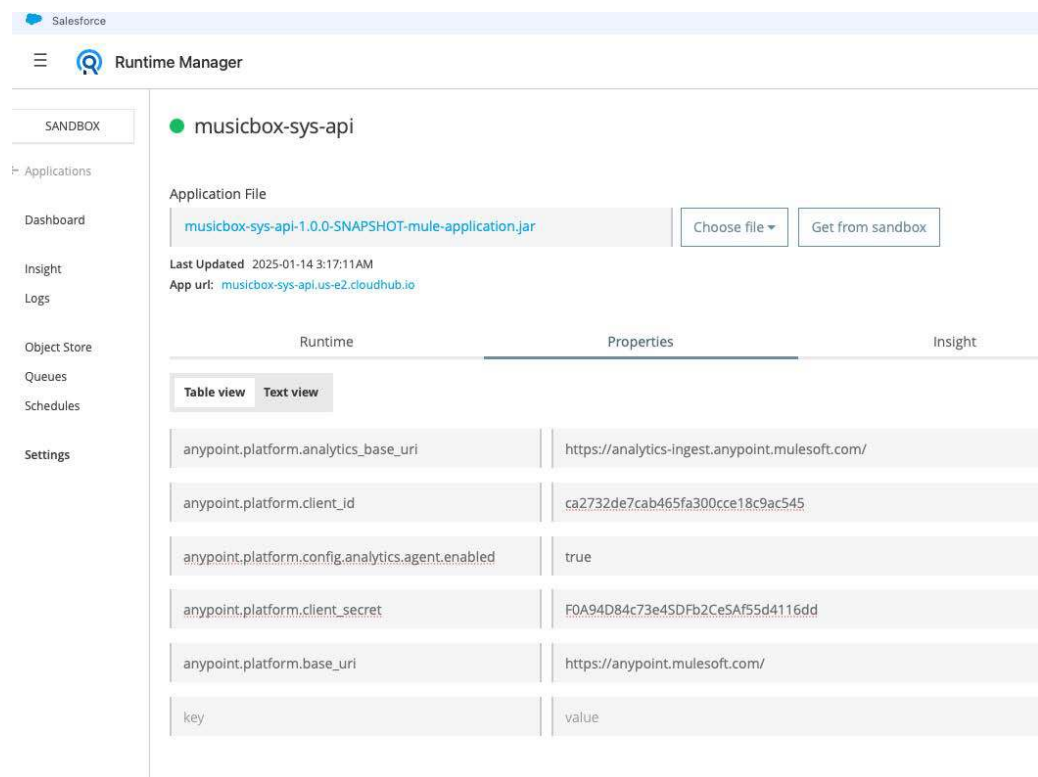 Salesforce
Runtime Manager
SANDBOX
Applications
Dashboard
Insight
Logs
Object Store
Queues
Schedules
Settings
musicbox-sys-api
Application File
musicbox-sys-api-1.0.0-SNAPSHOT-mule-application.jar
Choose file
Get from sandbox
Last Updated 2025-01-14 3:17:11AM
App url: musicbox-sys-api.us-e2.cloudhub.io
Runtime Properties Insight
Table view Text view
anypoint.platform.analytics_base_uri https://analytics-ingest.anypoint.mulesoft.com/
anypoint.platform.client_id ca2732de7cab465fa300cce18c9ac545
anypoint.platform.config.analytics.agent.enabled true
anypoint.platform.client_secret F0A94D84c73e4SDFb2CeSAf55d4116dd
anypoint.platform.base_uri https://anypoint.mulesoft.com/
key value